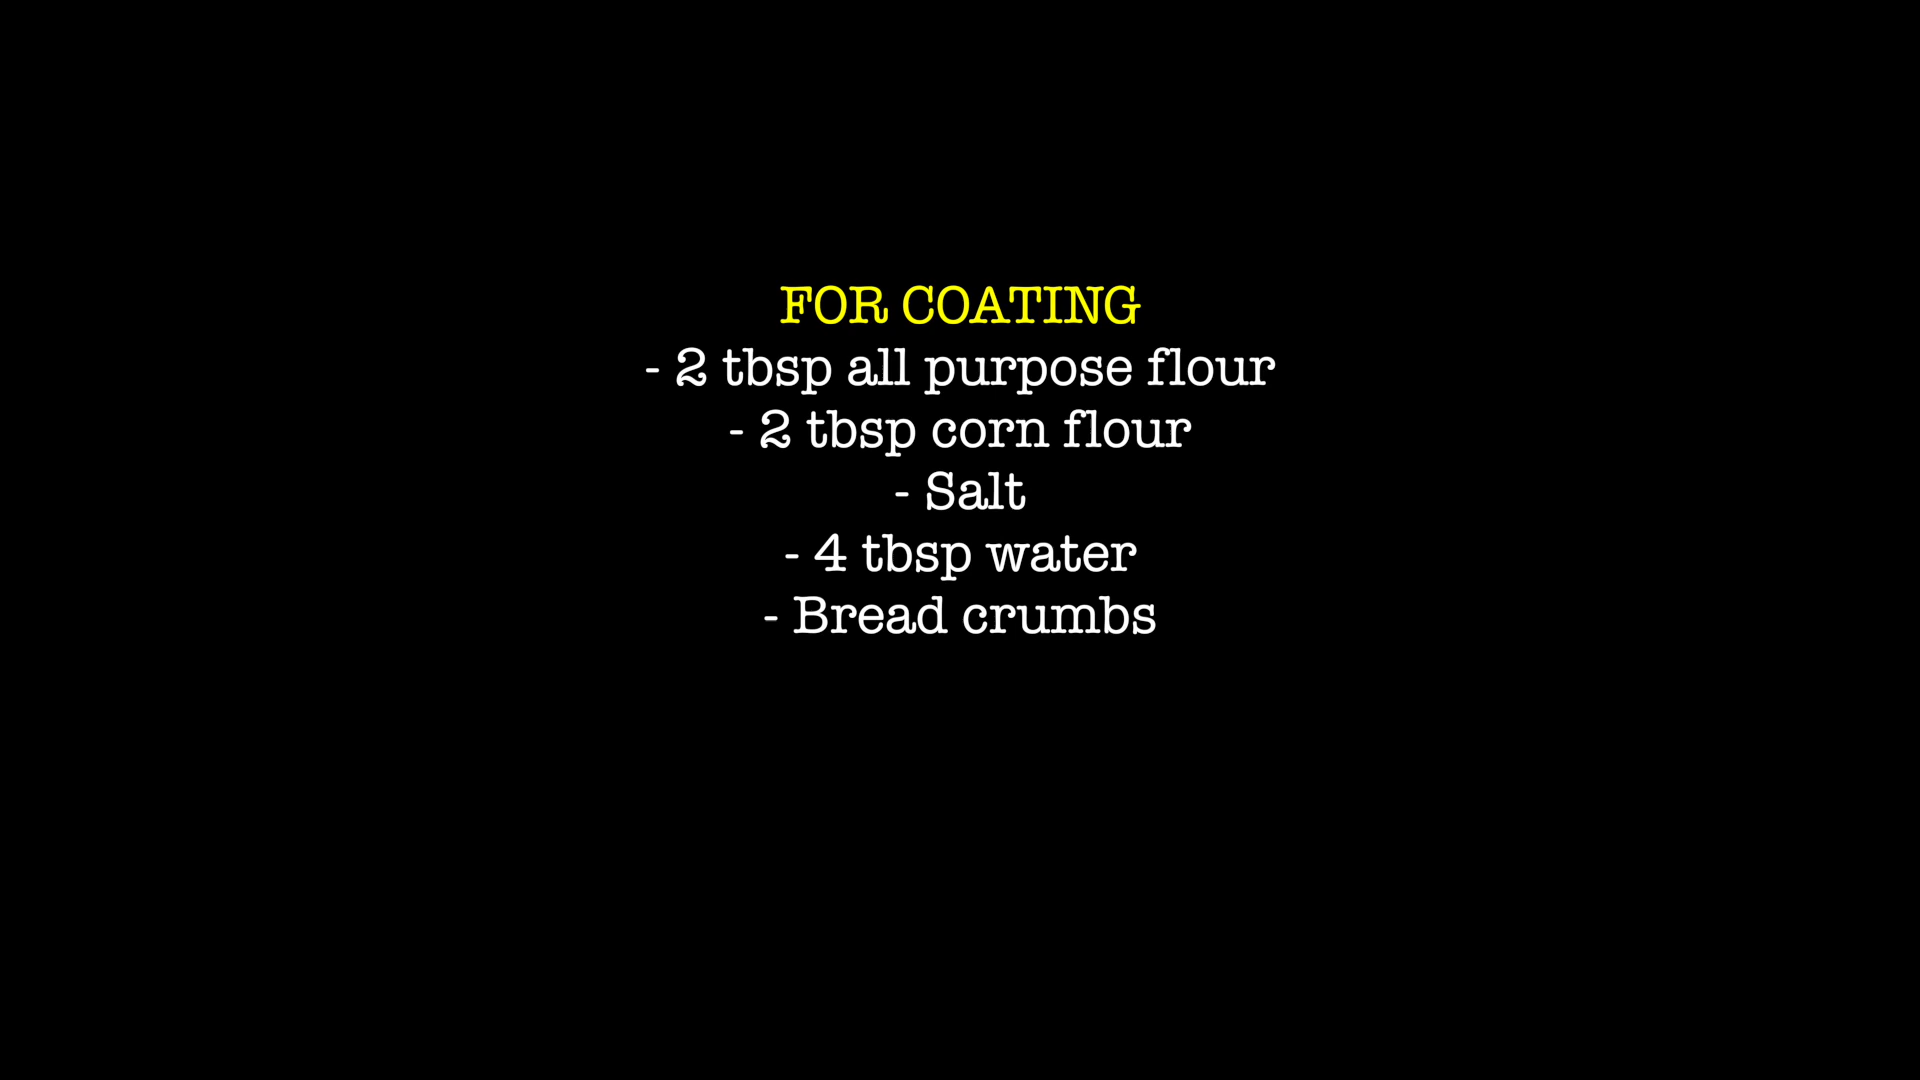 FOR COATING
- 2 tbsp all purpose flour
- 2 tbsp corn flour
- Salt
- 4 tbsp water
- Bread crumbs